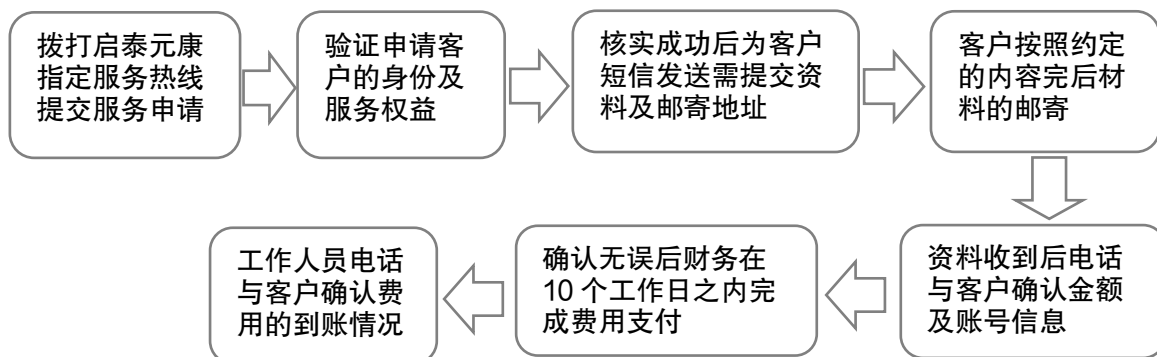 拨打启泰元康
指定服务热线
提交服务申请
验证申请客
户的身份及
服务权益
核实成功后为客户
短信发送需提交资
料及邮寄地址
客户按照约定
的内容完后材
料的邮寄
资料收到后电话
与客户确认金额
及账号信息
确认无误后财务在
10 个工作日之内完
成费用支付
工作人员电话
与客户确认费
用的到账情况